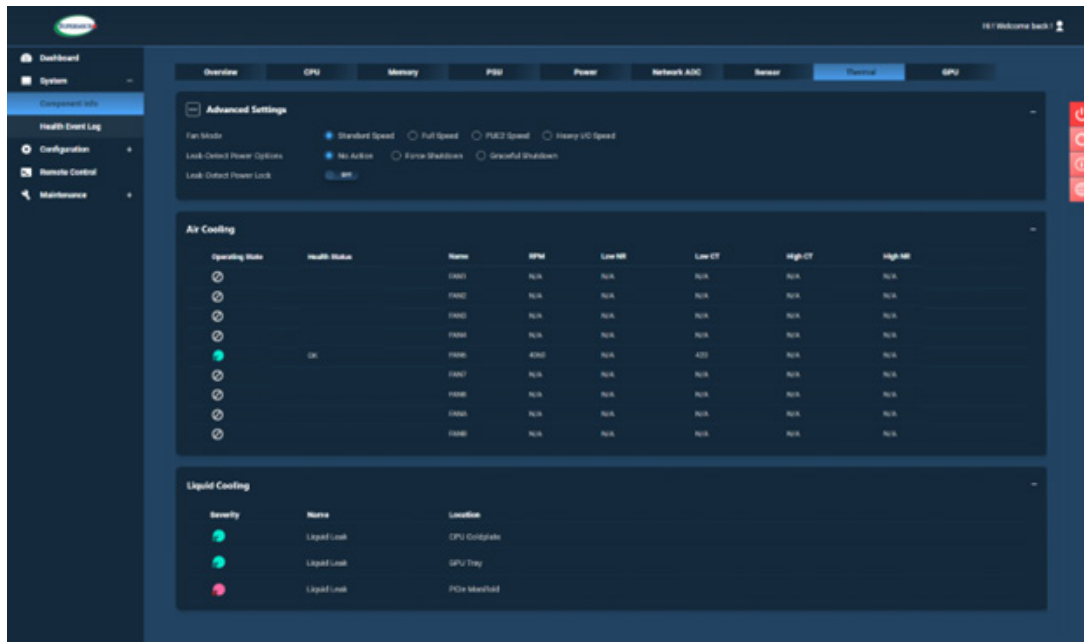 SUPERMICR
Hi ! Welcome back !
Dashboard
System −
Component Info
Health Event Log
Configuration +
Remote Control
Maintenance +
Overview CPU Memory PSU Power Network AOC Sensor Thermal GPU
Advanced Settings −
Fan Mode Standard Speed Full Speed PUE2 Speed Heavy I/O Speed
Leak-Detect Power Options No Action Force Shutdown Graceful Shutdown
Leak-Detect Power Lock OFF
Air Cooling −
Operating State Health Status Name RPM Low NR Low CT High CT High NR
FAN1 N/A N/A N/A N/A N/A
FAN2 N/A N/A N/A N/A N/A
FAN3 N/A N/A N/A N/A N/A
FAN4 N/A N/A N/A N/A N/A
OK FAN6 4060 N/A 420 N/A N/A
FAN7 N/A N/A N/A N/A N/A
FAN8 N/A N/A N/A N/A N/A
FANA N/A N/A N/A N/A N/A
FANB N/A N/A N/A N/A N/A
Liquid Cooling −
Severity Name Location
Liquid Leak CPU Coldplate
Liquid Leak GPU Tray
Liquid Leak PCIe Manifold